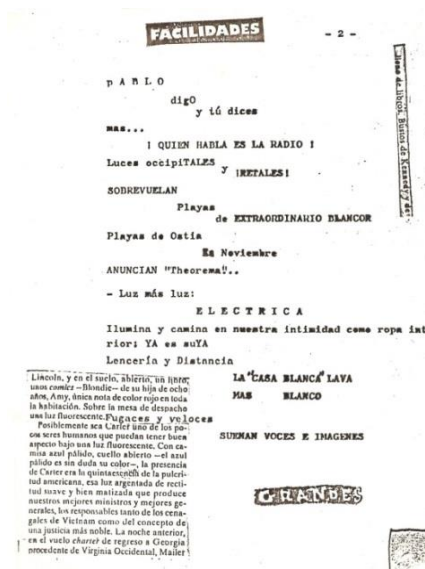 FACILIDADES
- 2 -
lleno de libros, Bustos de Kennedy y de
p A B L O
digO
y tú dices
mas...
¡ QUIEN HABLA ES LA RADIO !
Luces occipiTALES
y ¡RETALES!
SOBREVUELAN
Playas
de EXTRAORDINARIO BLANCOR
Playas de Ostia
En Noviembre
ANUNCIAN "Theorema"..
- Luz más luz:
E L E C T R I C A
Ilumina y camina en nuestra intimidad como ropa int
rior; YA es suYA
Lencería y Distancia
LA "CASA BLANCA" LAVA
MAS BLANCO
Fugaces y veloces
SUENAN VOCES E IMAGENES
GRANDES
Lincoln, y en el suelo, abierto, un libro,
unos comics —Blondie— de su hija de ocho
años, Amy, única nota de color rojo en toda
la habitación. Sobre la mesa de despacho
una luz fluorescente.
Posiblemente sea Carter uno de los po-
cos seres humanos que puedan tener buen
aspecto bajo una luz fluorescente. Con ca-
misa azul pálido, cuello abierto —el azul
pálido es sin duda su color—, la presencia
de Carter era la quintaesencia de la pulcri-
tud americana, esa luz argentada de recti-
tud suave y bien matizada que produce
nuestros mejores ministros y mejores ge-
nerales, los responsables tanto de los cena-
gales de Vietnam como del concepto de
una justicia más noble. La noche anterior,
en el vuelo charter de regreso a Georgia
procedente de Virginia Occidental, Mailer